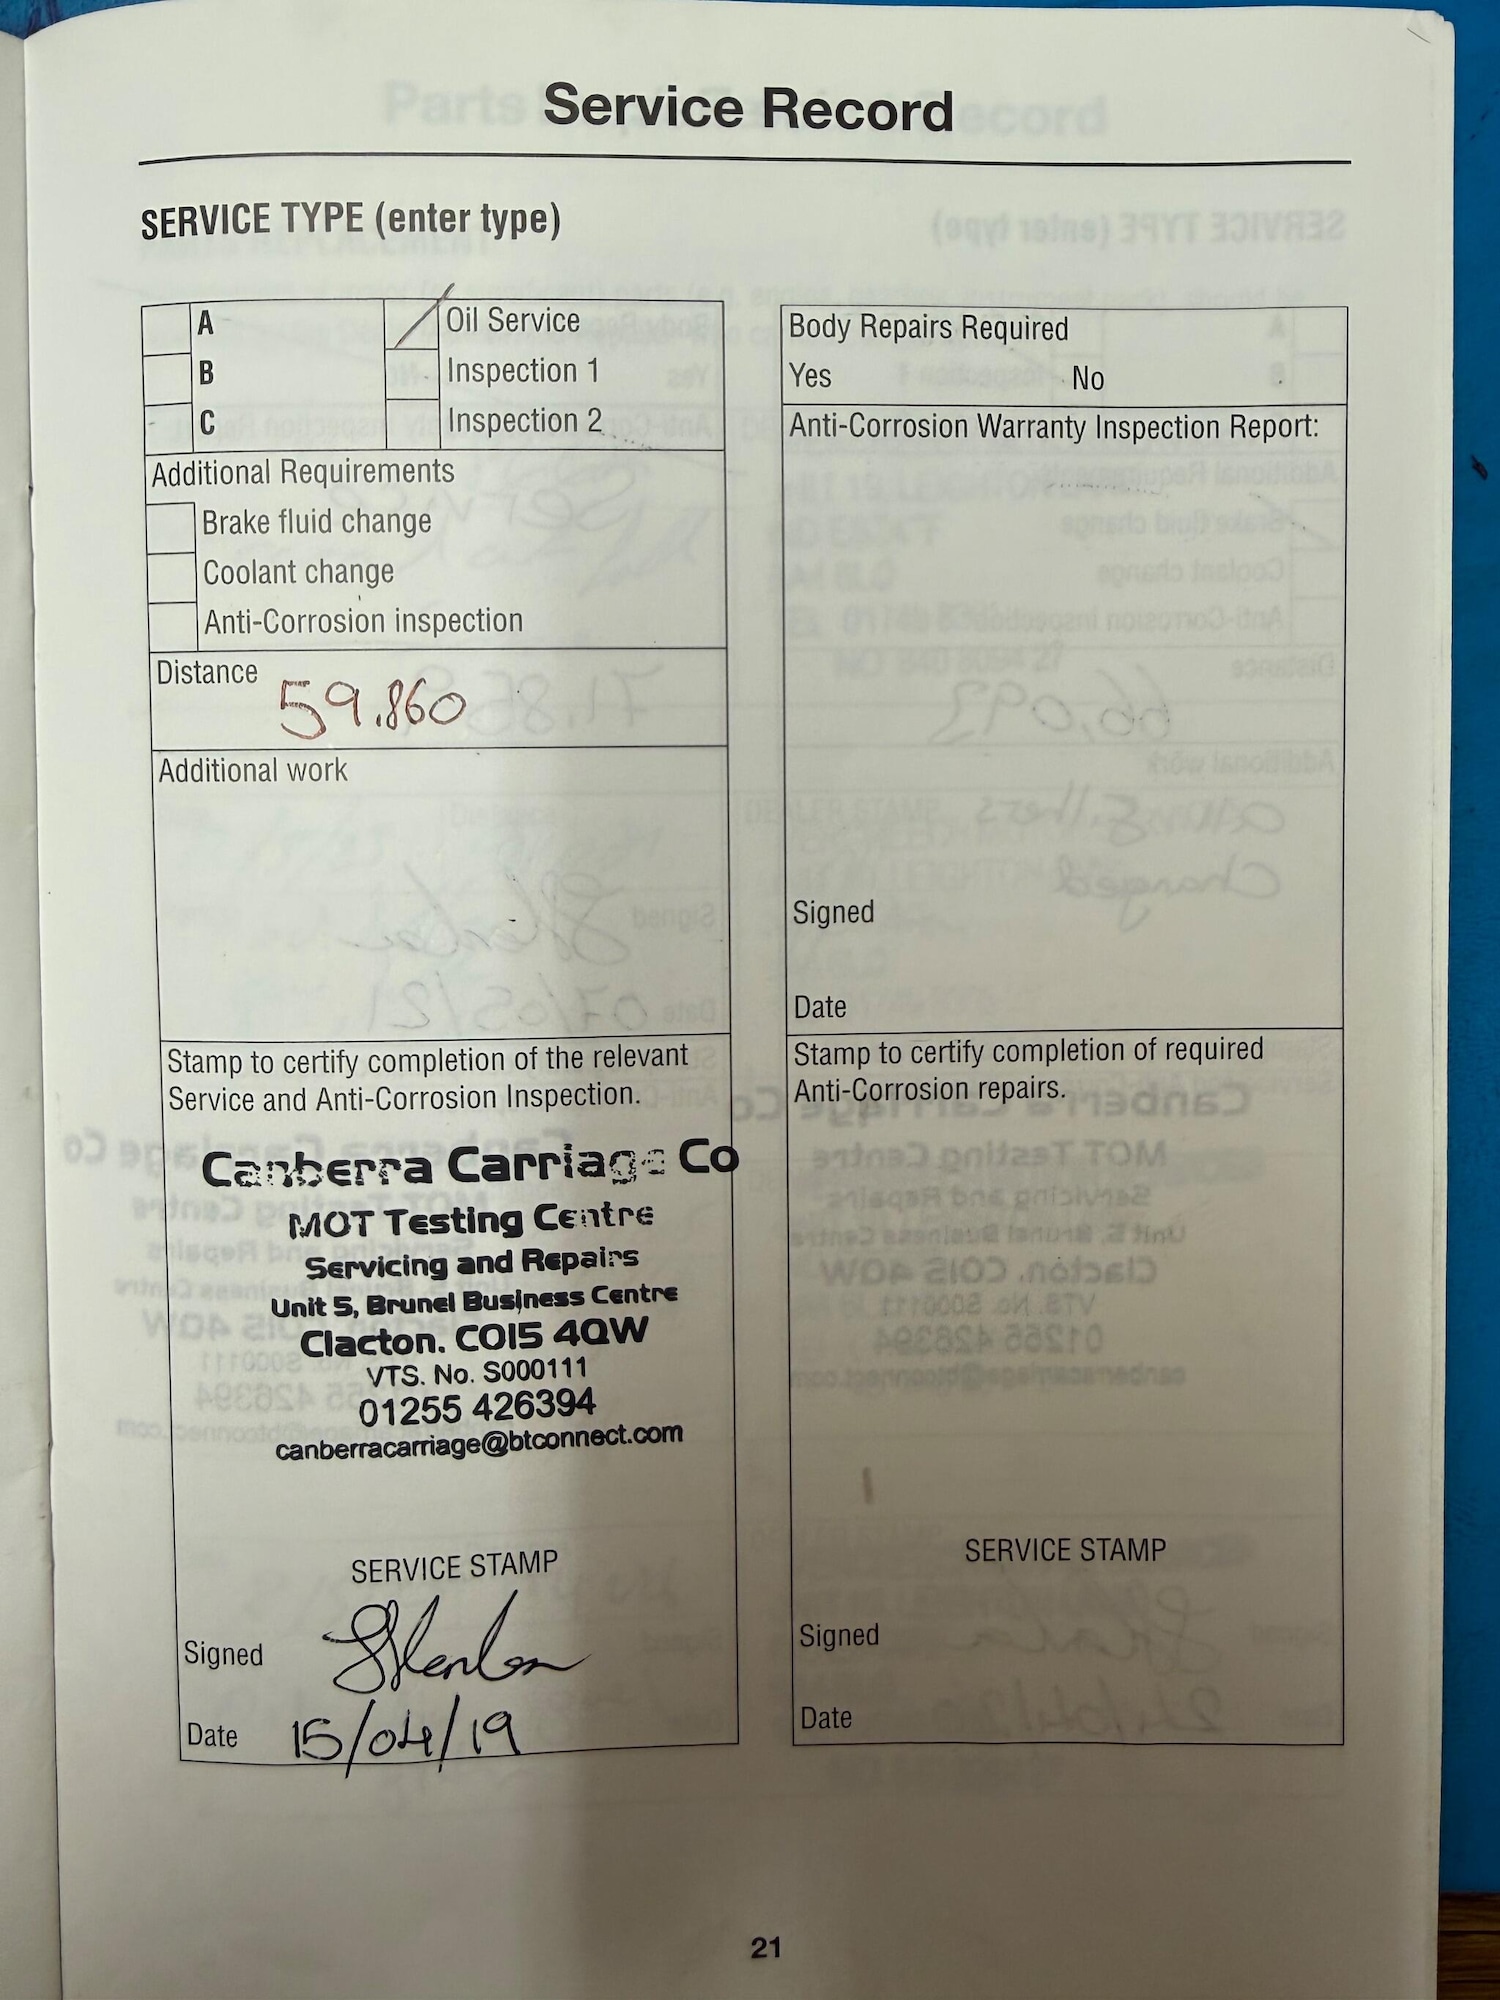 Service Record
SERVICE TYPE (enter type)
A
Oil Service
B
Inspection 1
C
Inspection 2
Additional Requirements
Brake fluid change
Coolant change
Anti-Corrosion inspection
Distance
59.860
Additional work
Stamp to certify completion of the relevant
Service and Anti-Corrosion Inspection.
Canberra Carriage Co
MOT Testing Centre
Servicing and Repairs
Unit 5, Brunel Business Centre
Clacton. CO15 4QW
VTS. No. S000111
01255 426394
canberracarriage@btconnect.com
SERVICE STAMP
Signed
Date 15/04/19
Body Repairs Required
Yes No
Anti-Corrosion Warranty Inspection Report:
Signed
Date
Stamp to certify completion of required
Anti-Corrosion repairs.
SERVICE STAMP
Signed
Date
21